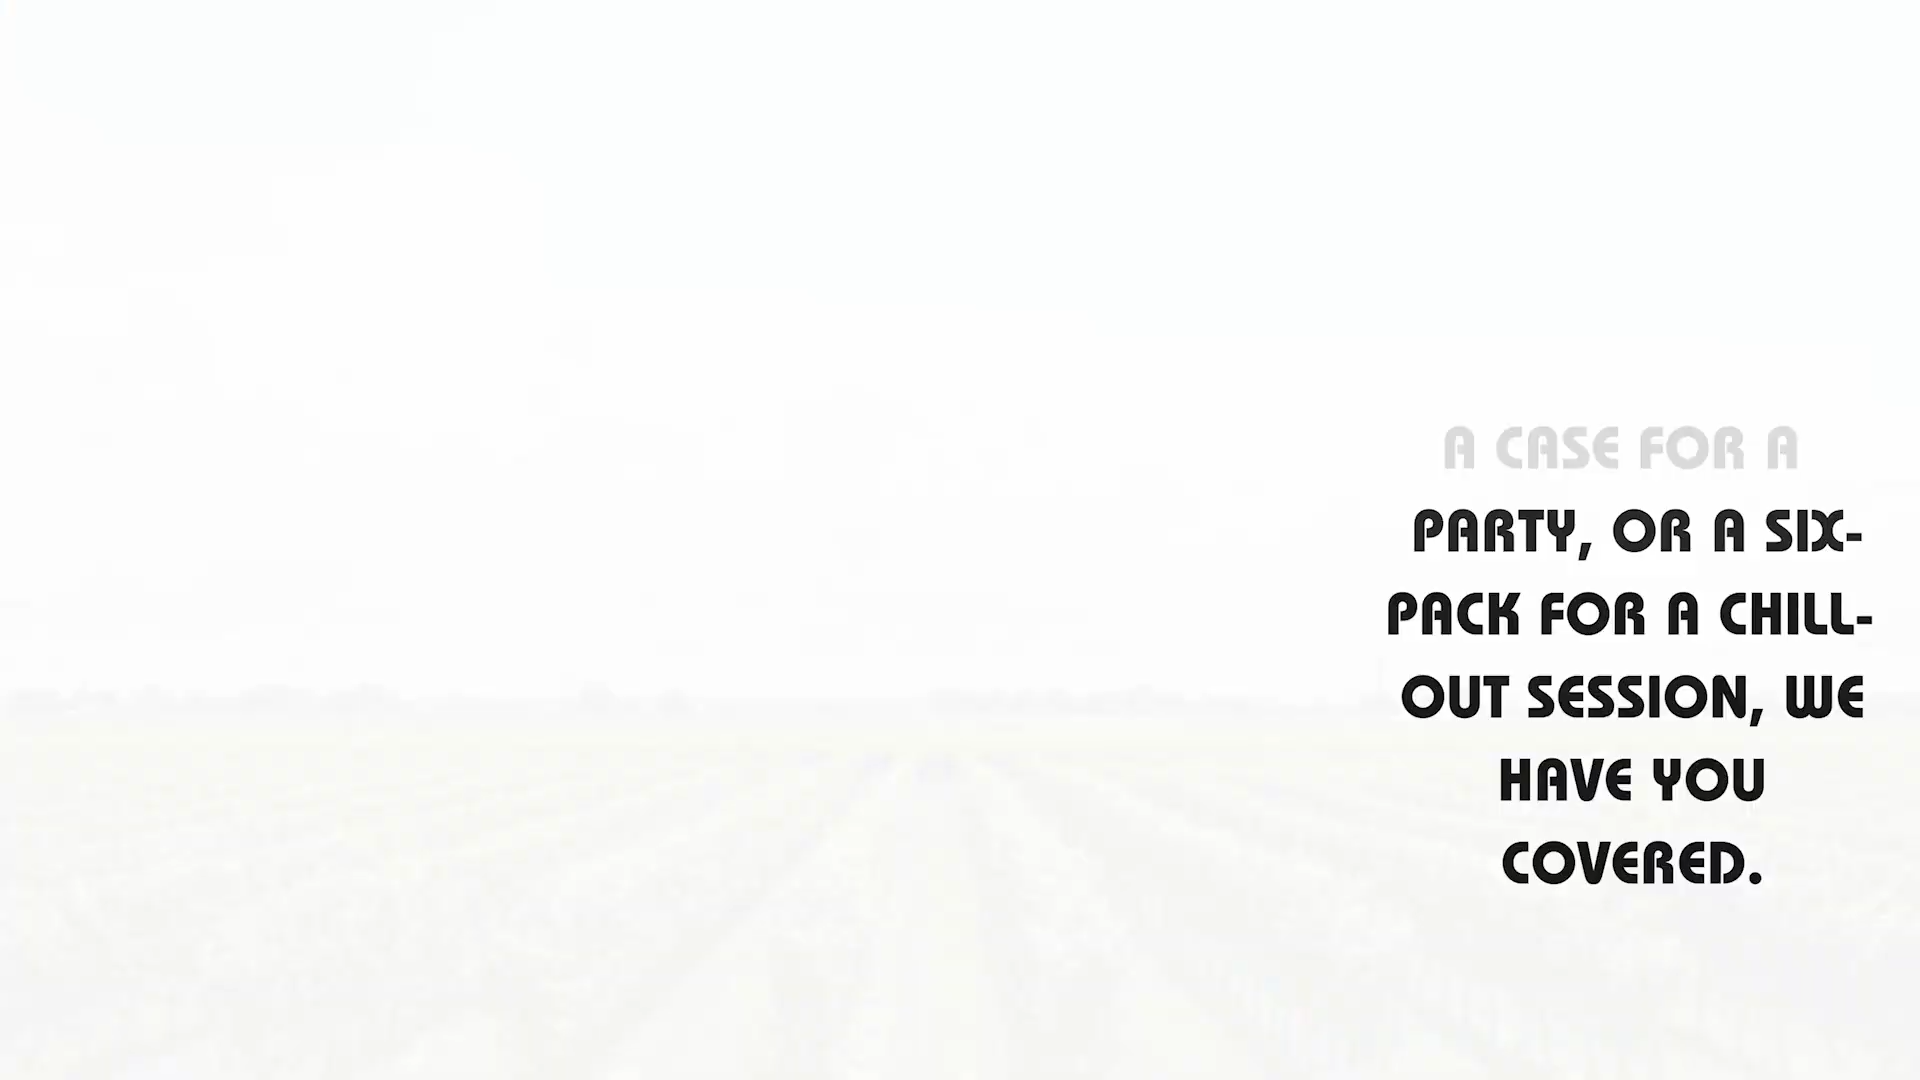 A CASE FOR A
PARTY, OR A SIX-
PACK FOR A CHILL-
OUT SESSION, WE
HAVE YOU
COVERED.